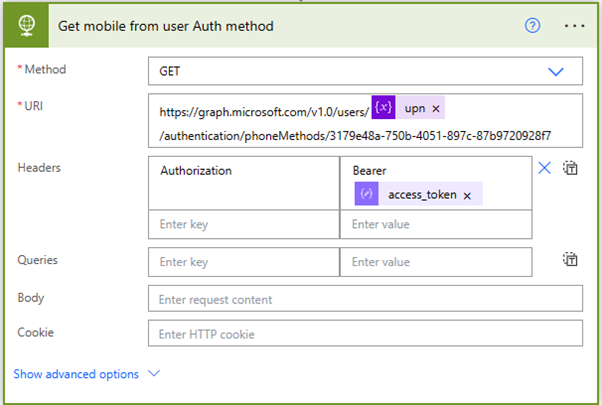 Get mobile from user Auth method
* Method
GET
* URI
https://graph.microsoft.com/v1.0/users/ {x} upn ×
/authentication/phoneMethods/3179e48a-750b-4051-897c-87b9720928f7
Headers
Authorization
Bearer
access_token ×
Enter key
Enter value
Queries
Enter key
Enter value
Body
Enter request content
Cookie
Enter HTTP cookie
Show advanced options